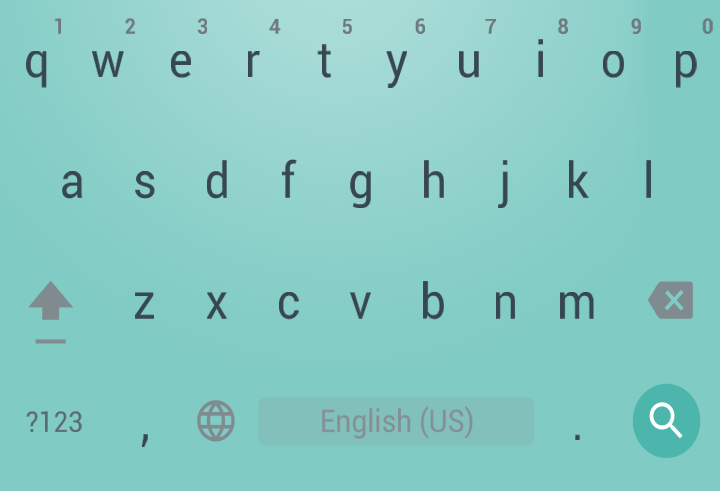 1 2 3 4 5 6 7 8 9 0
q w e r t y u i o p
a s d f g h j k l
z x c v b n m
?123 , English (US) .